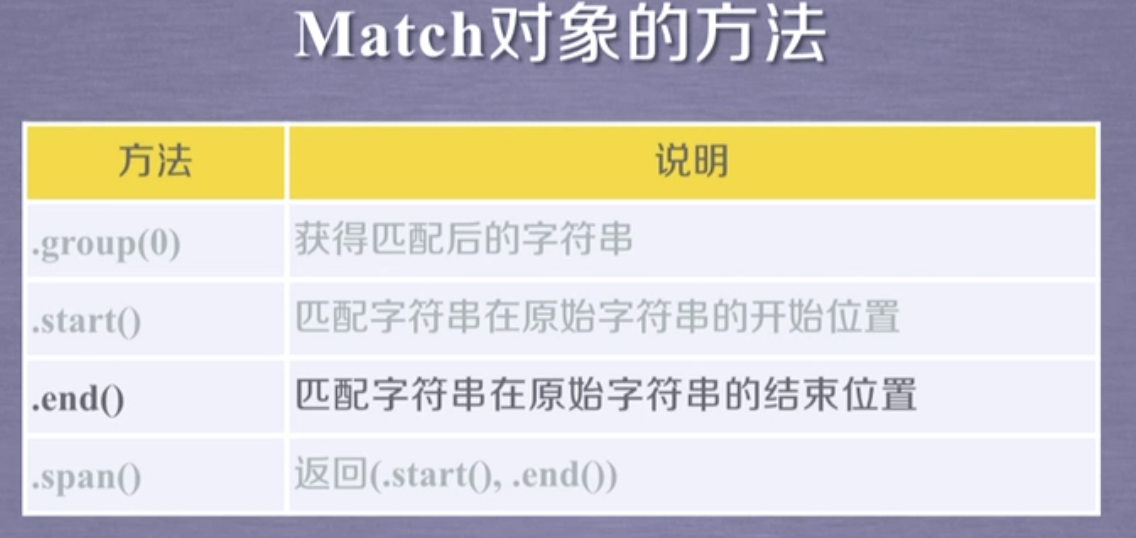 Match对象的方法
方法 说明
.group(0) 获得匹配后的字符串
.start() 匹配字符串在原始字符串的开始位置
.end() 匹配字符串在原始字符串的结束位置
.span() 返回(.start(), .end())